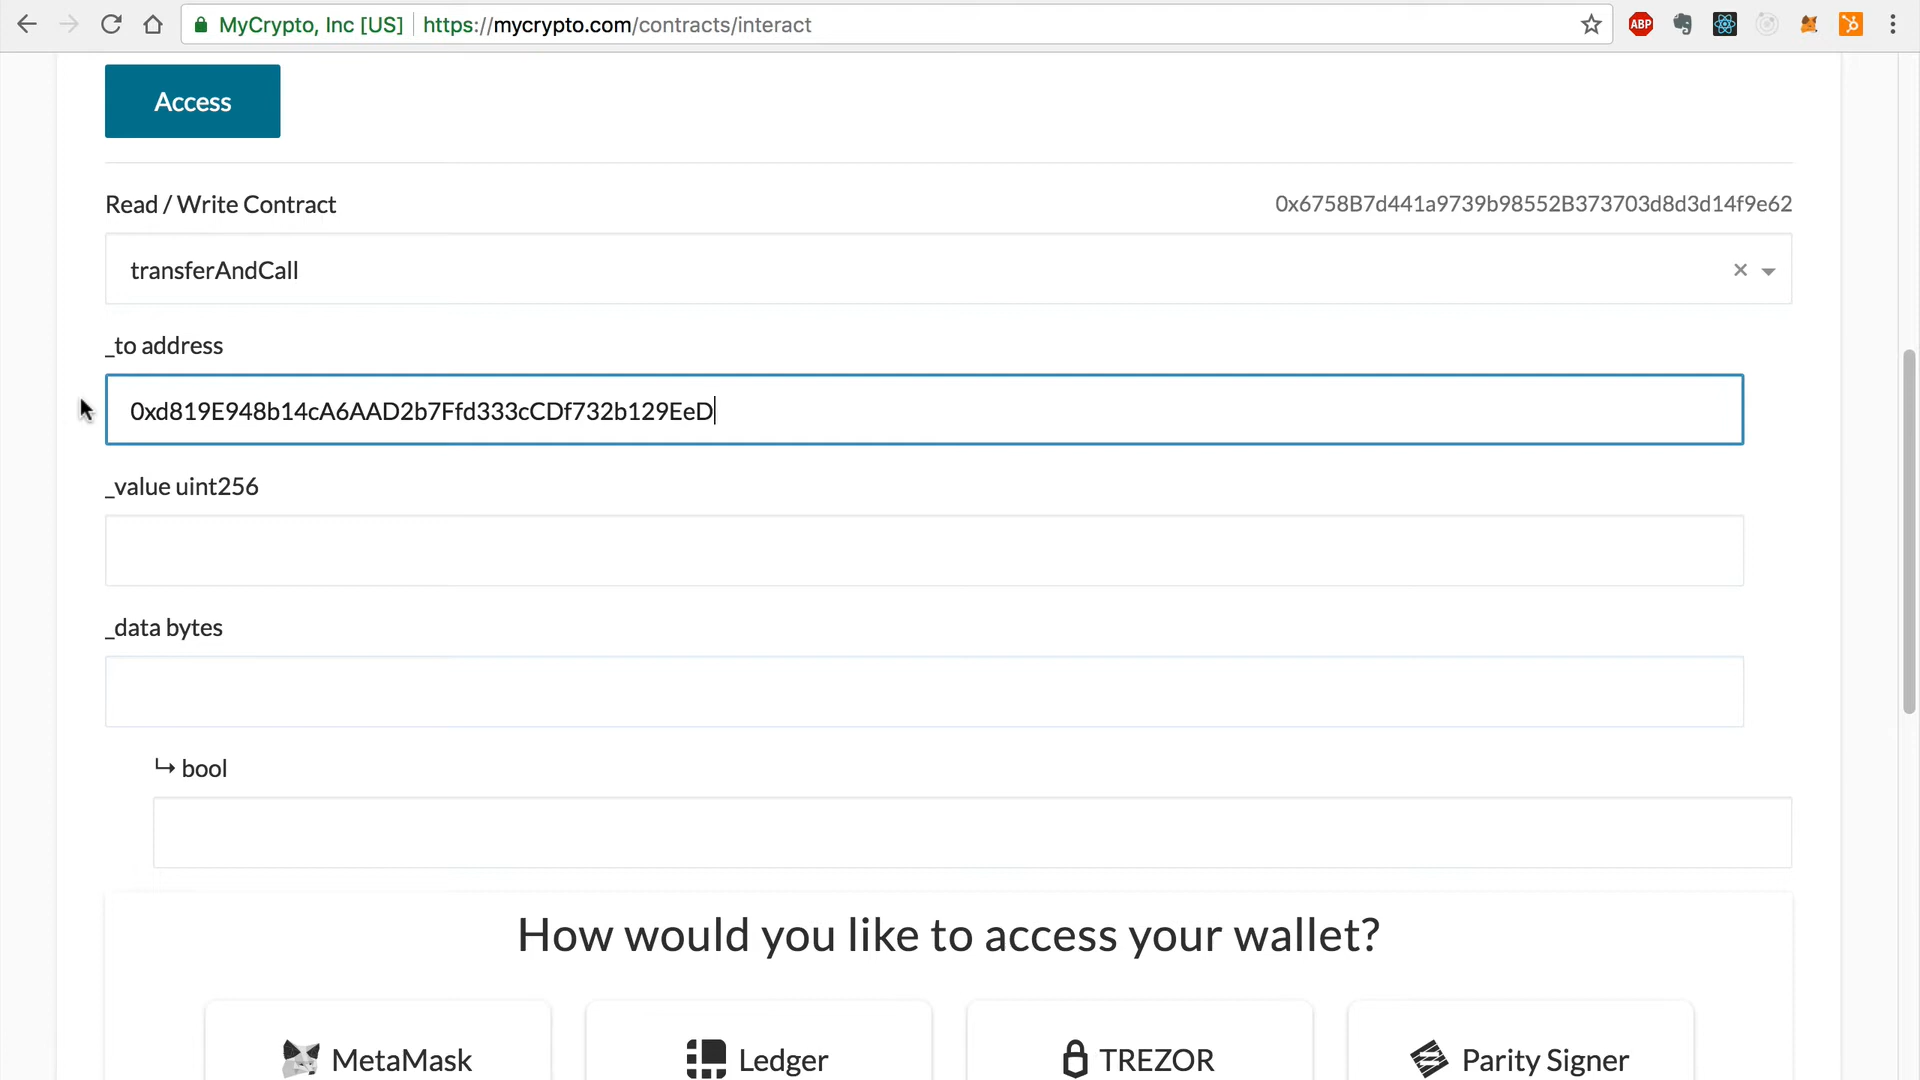 MyCrypto, Inc [US] https://mycrypto.com/contracts/interact
ABP
Access
Read / Write Contract
0x6758B7d441a9739b98552B373703d8d3d14f9e62
transferAndCall
_to address
0xd819E948b14cA6AAD2b7Ffd333cCDf732b129EeD
_value uint256
_data bytes
↳ bool
How would you like to access your wallet?
MetaMask
Ledger
TREZOR
Parity Signer